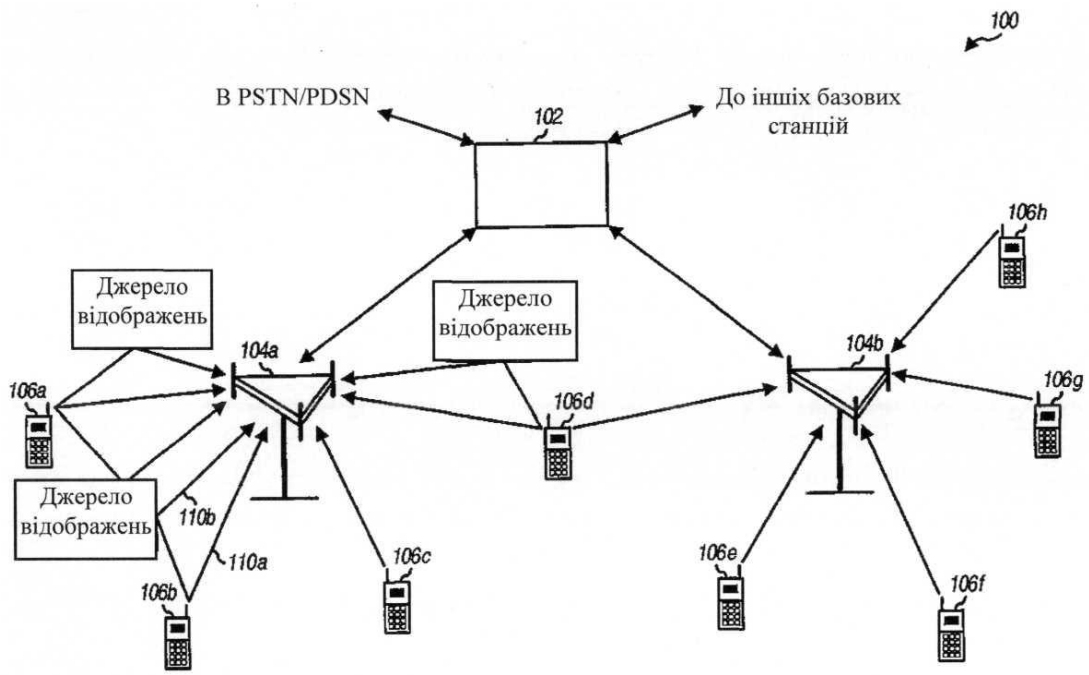 100
В PSTN/PDSN
До іншіх базових
станцій
102
106h
Джерело
відображень
Джерело
відображень
104a
104b
106a
106d
106g
Джерело
відображень
110b
110a
106b
106c
106e
106f